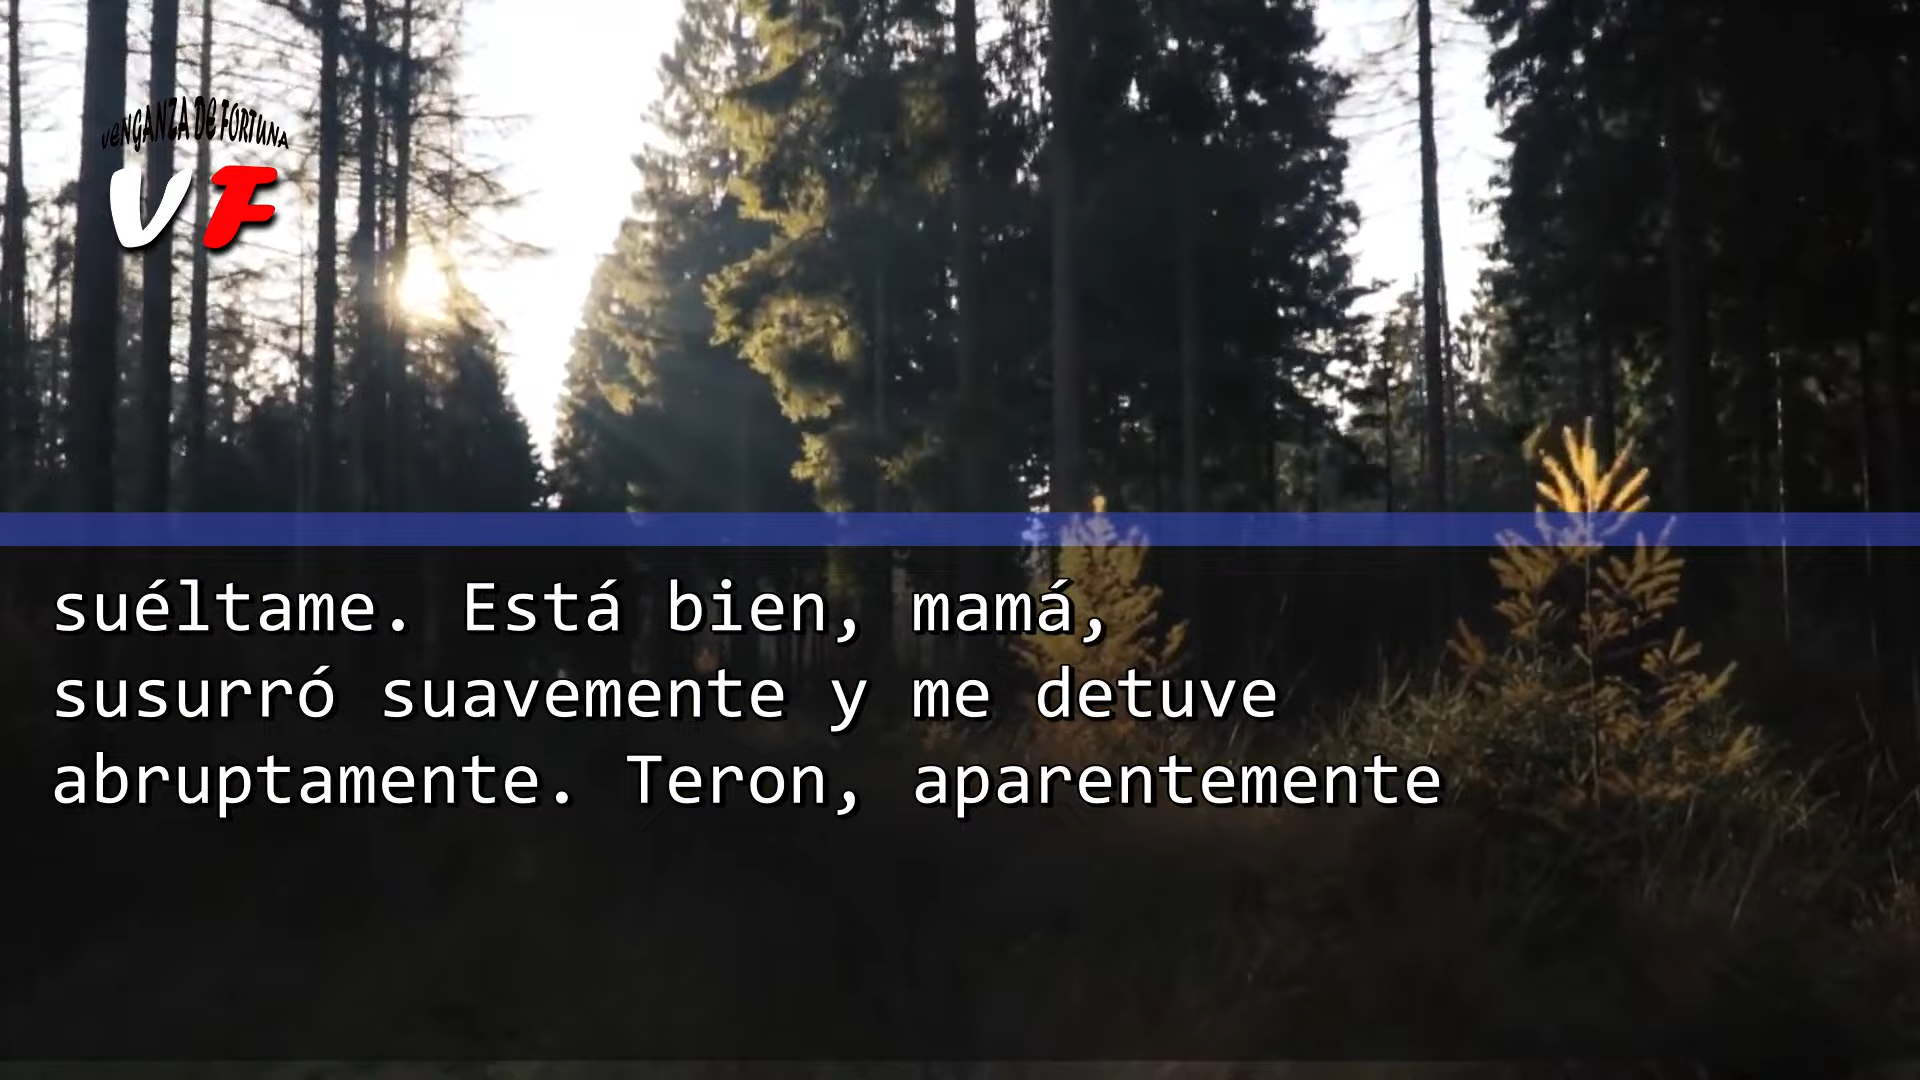 VENGANZA DE FORTUNA
VF
suéltame. Está bien, mamá,
susurró suavemente y me detuve
abruptamente. Teron, aparentemente